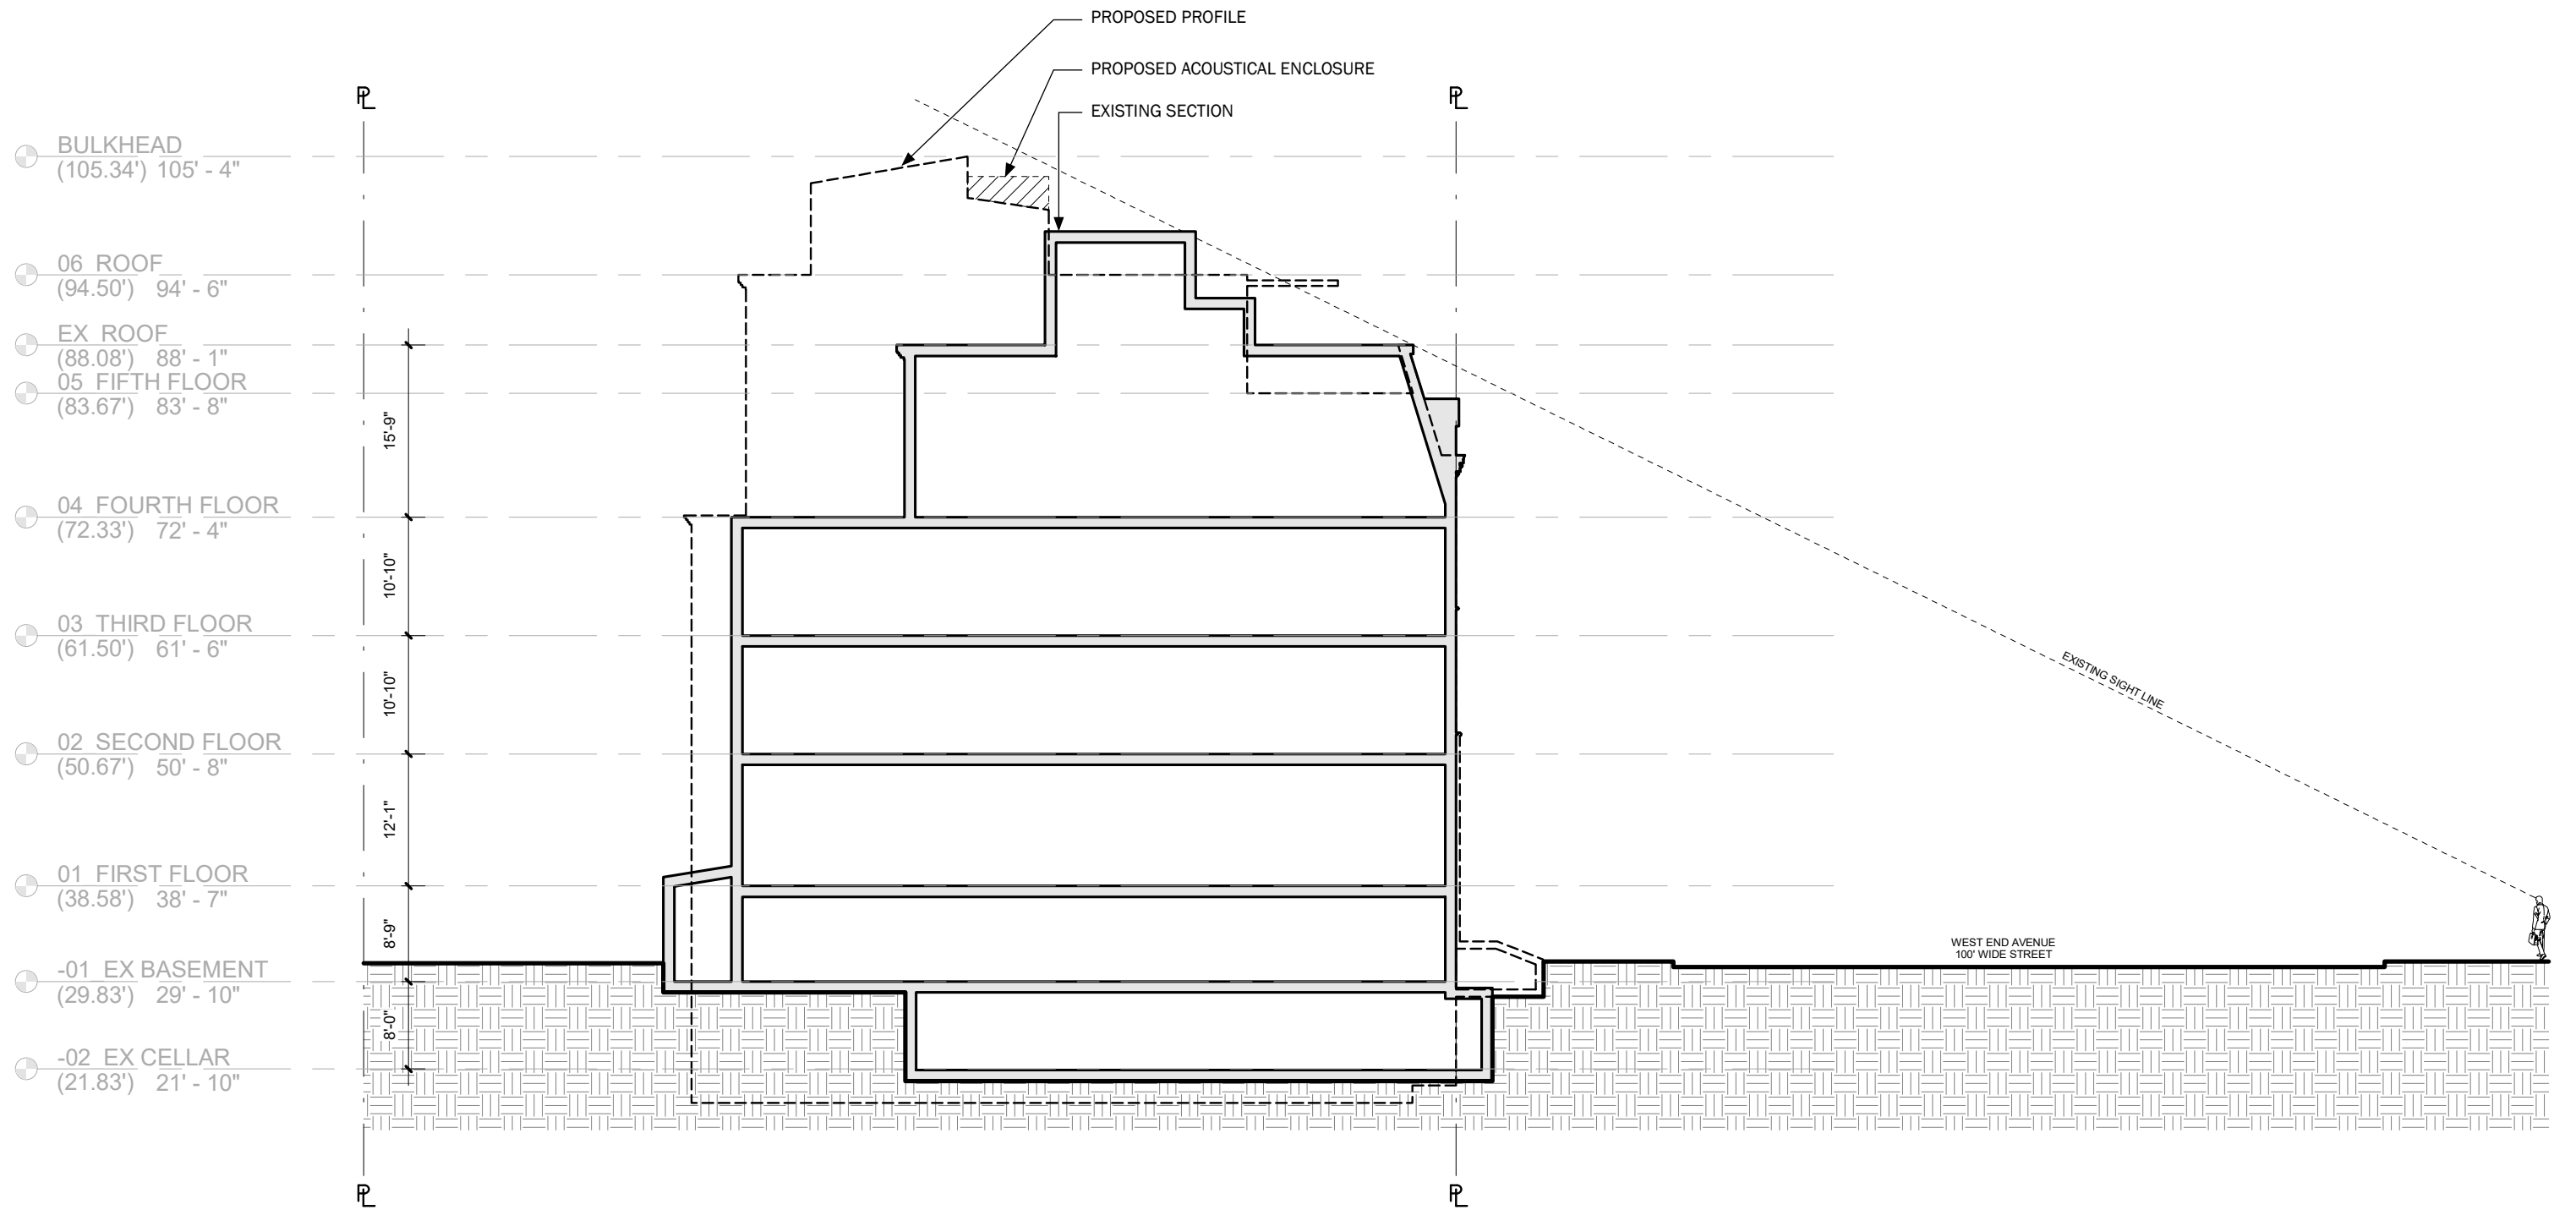 PROPOSED PROFILE
PROPOSED ACOUSTICAL ENCLOSURE
EXISTING SECTION
PL
PL
BULKHEAD
(105.34') 105' - 4"
06 ROOF
(94.50') 94' - 6"
EX ROOF
(88.08') 88' - 1"
05 FIFTH FLOOR
(83.67') 83' - 8"
15'-9"
04 FOURTH FLOOR
(72.33') 72' - 4"
10'-10"
03 THIRD FLOOR
(61.50') 61' - 6"
10'-10"
EXISTING SIGHT LINE
02 SECOND FLOOR
(50.67') 50' - 8"
12'-1"
01 FIRST FLOOR
(38.58') 38' - 7"
8'-9"
WEST END AVENUE
100' WIDE STREET
-01 EX BASEMENT
(29.83') 29' - 10"
8'-0"
-02 EX CELLAR
(21.83') 21' - 10"
PL
PL